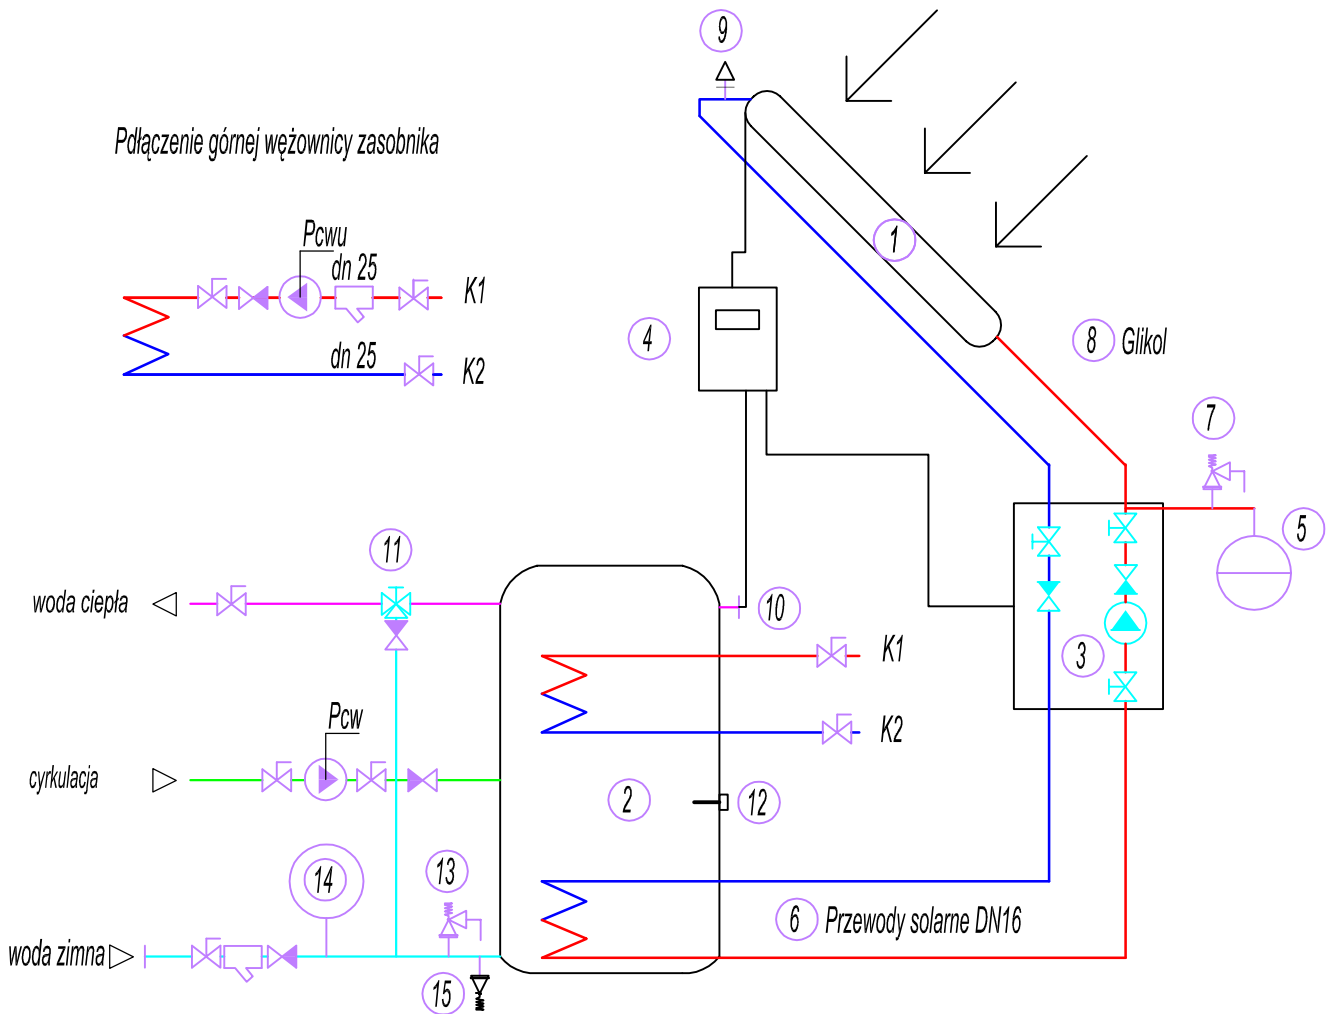 9
Pdłączenie górnej wężownicy zasobnika
Pcwu
dn 25
K1
1
4
8 Glikol
dn 25
K2
7
5
11
woda ciepła
10
K1
3
K2
Pcw
cyrkulacja
2
12
14
13
6 Przewody solarne DN16
woda zimna
15